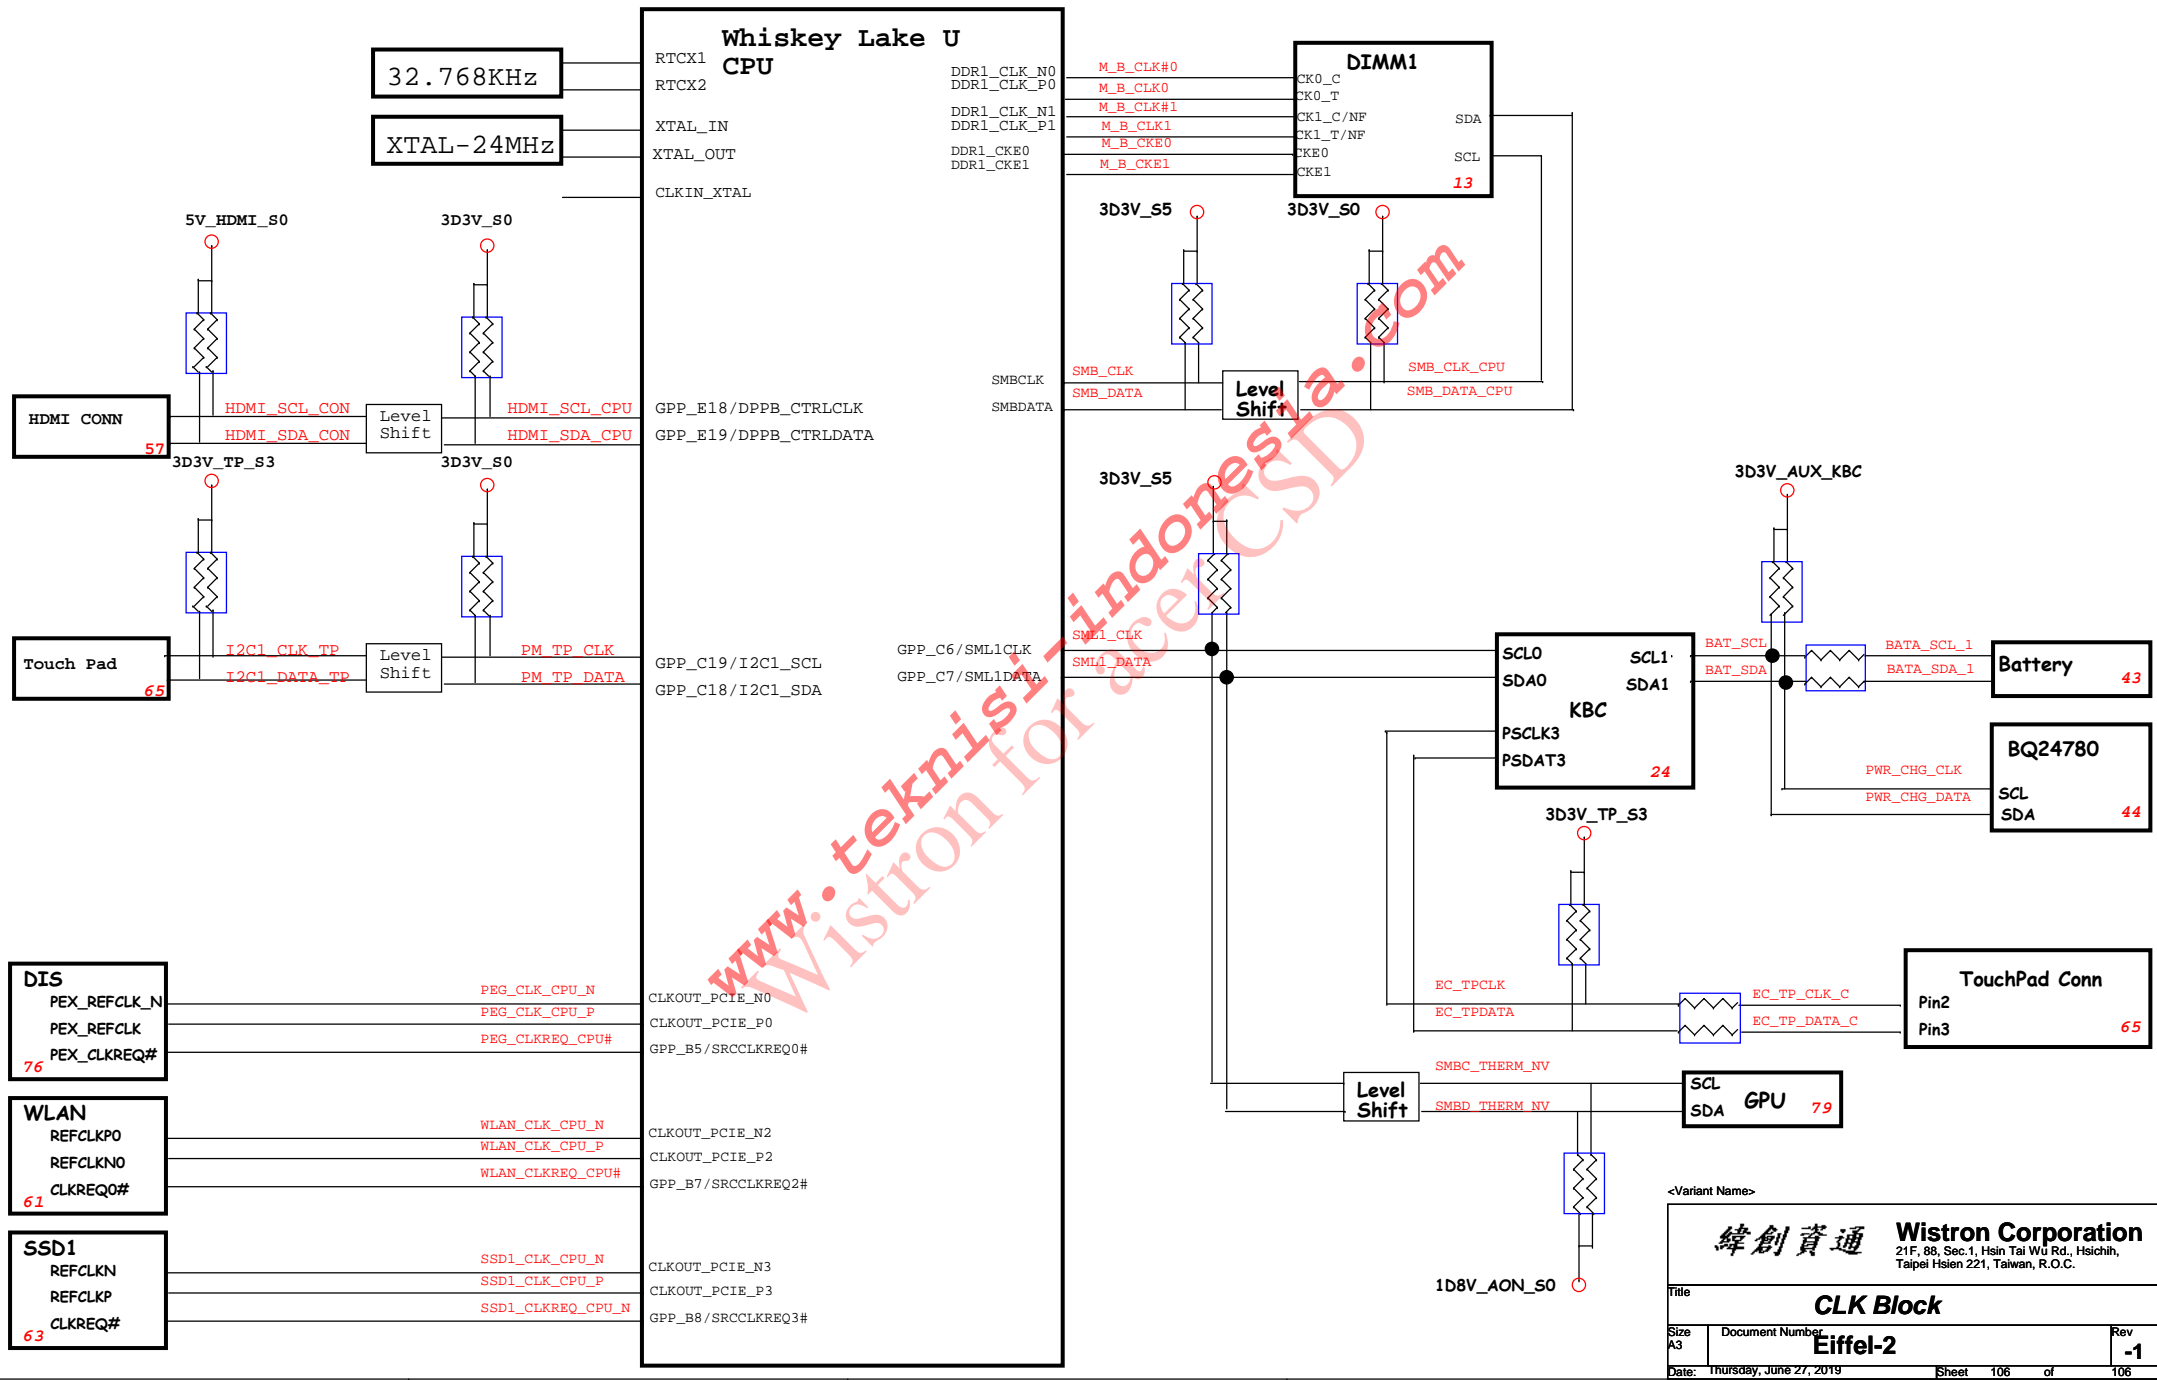 Whiskey Lake U
CPU
32.768KHz
RTCX1
RTCX2
XTAL-24MHz
XTAL_IN
XTAL_OUT
CLKIN_XTAL
DDR1_CLK_N0
DDR1_CLK_P0
DDR1_CLK_N1
DDR1_CLK_P1
DDR1_CKE0
DDR1_CKE1
M_B_CLK#0
M_B_CLK0
M_B_CLK#1
M_B_CLK1
M_B_CKE0
M_B_CKE1
DIMM1
CK0_C
CK0_T
CK1_C/NF
CK1_T/NF
CKE0
CKE1
SDA
SCL
13
5V_HDMI_S0
3D3V_S0
3D3V_S5
3D3V_S0
HDMI CONN
57
HDMI_SCL_CON
HDMI_SDA_CON
Level
Shift
HDMI_SCL_CPU
HDMI_SDA_CPU
GPP_E18/DPPB_CTRLCLK
GPP_E19/DPPB_CTRLDATA
SMBCLK
SMBDATA
SMB_CLK
SMB_DATA
Level
Shift
SMB_CLK_CPU
SMB_DATA_CPU
3D3V_TP_S3
3D3V_S0
3D3V_S5
3D3V_AUX_KBC
Touch Pad
65
I2C1_CLK_TP
I2C1_DATA_TP
Level
Shift
PM_TP_CLK
PM_TP_DATA
GPP_C19/I2C1_SCL
GPP_C18/I2C1_SDA
GPP_C6/SML1CLK
GPP_C7/SML1DATA
SML1_CLK
SML1_DATA
SCL0
SDA0
KBC
PSCLK3
PSDAT3
SCL1
SDA1
24
BAT_SCL
BAT_SDA
BATA_SCL_1
BATA_SDA_1
Battery
43
BQ24780
PWR_CHG_CLK
PWR_CHG_DATA
SCL
SDA
44
3D3V_TP_S3
EC_TPCLK
EC_TPDATA
EC_TP_CLK_C
EC_TP_DATA_C
TouchPad Conn
Pin2
Pin3
65
DIS
PEX_REFCLK_N
PEX_REFCLK
PEX_CLKREQ#
76
PEG_CLK_CPU_N
PEG_CLK_CPU_P
PEG_CLKREQ_CPU#
CLKOUT_PCIE_N0
CLKOUT_PCIE_P0
GPP_B5/SRCCLKREQ0#
WLAN
REFCLKP0
REFCLKN0
CLKREQ0#
61
WLAN_CLK_CPU_N
WLAN_CLK_CPU_P
WLAN_CLKREQ_CPU#
CLKOUT_PCIE_N2
CLKOUT_PCIE_P2
GPP_B7/SRCCLKREQ2#
SSD1
REFCLKN
REFCLKP
CLKREQ#
63
SSD1_CLK_CPU_N
SSD1_CLK_CPU_P
SSD1_CLKREQ_CPU_N
CLKOUT_PCIE_N3
CLKOUT_PCIE_P3
GPP_B8/SRCCLKREQ3#
Level
Shift
SMBC_THERM_NV
SMBD_THERM_NV
SCL
SDA
GPU
79
1D8V_AON_S0
www.teknisi-indonesia.com
Wistron for acer CSD
<Variant Name>
緯創資通
Wistron Corporation
21F, 88, Sec.1, Hsin Tai Wu Rd., Hsichih,
Taipei Hsien 221, Taiwan, R.O.C.
Title
CLK Block
Size
A3
Document Number
Eiffel-2
Rev
-1
Date: Thursday, June 27, 2019
Sheet 106 of 106